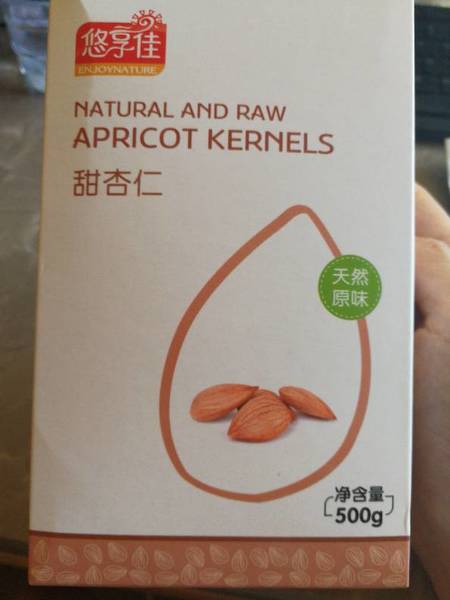 悠享佳
ENJOYNATURE
NATURAL AND RAW
APRICOT KERNELS
甜杏仁
天然
原味
净含量
500g